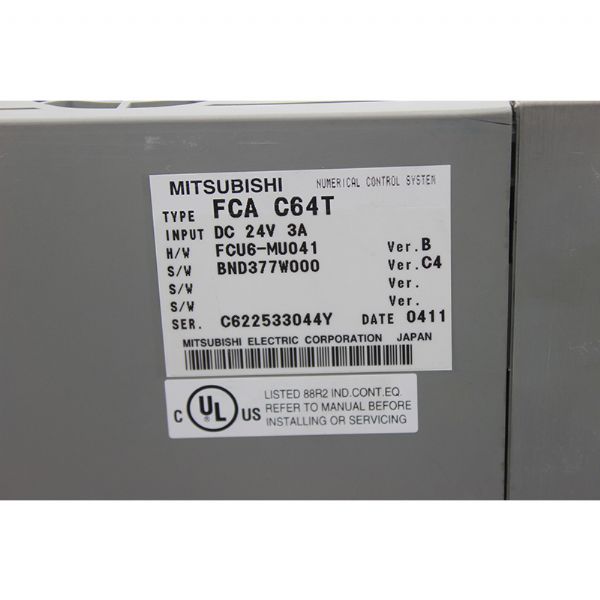 MITSUBISHI NUMERICAL CONTROL SYSTEM
TYPE FCA C64T
INPUT DC 24V 3A
H/W FCU6-MU041 Ver. B
S/W BND377W000 Ver. C4
S/W Ver.
S/W Ver.
SER. C622533044Y DATE 0411
MITSUBISHI ELECTRIC CORPORATION JAPAN
C UL US
LISTED 88R2 IND.CONT.EQ.
REFER TO MANUAL BEFORE
INSTALLING OR SERVICING